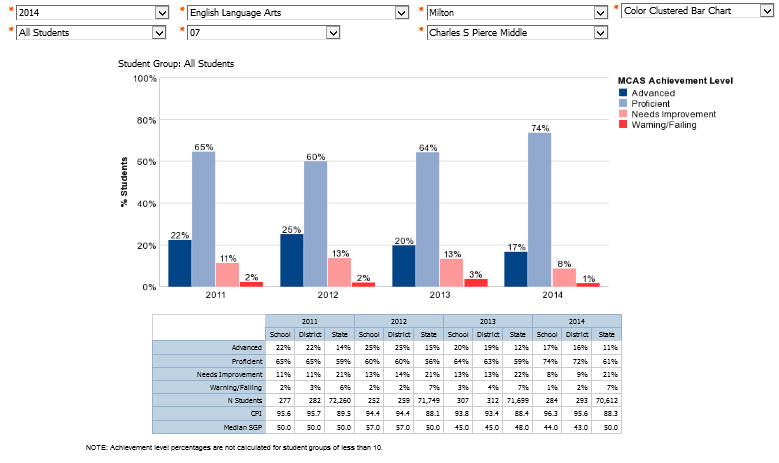 * 2014 * English Language Arts * Milton * Color Clustered Bar Chart
* All Students * 07 * Charles S Pierce Middle
Student Group: All Students
MCAS Achievement Level
Advanced
Proficient
Needs Improvement
Warning/Failing
% Students
100%
80%
60%
40%
20%
0%
22% 65% 11% 2%
25% 60% 13% 2%
20% 64% 13% 3%
17% 74% 8% 1%
2011 2012 2013 2014
2011 2012 2013 2014
School District State School District State School District State School District State
Advanced 22% 22% 14% 25% 25% 15% 20% 19% 12% 17% 16% 11%
Proficient 65% 65% 59% 60% 60% 56% 64% 63% 59% 74% 72% 61%
Needs Improvement 11% 11% 21% 13% 14% 21% 13% 13% 22% 8% 9% 21%
Warning/Failing 2% 3% 6% 2% 2% 7% 3% 4% 7% 1% 2% 7%
N Students 277 282 72,260 252 259 71,749 307 312 71,699 284 293 70,612
CPI 95.6 95.7 89.5 94.4 94.4 88.1 93.8 93.4 88.4 96.3 95.6 88.3
Median SGP 50.0 50.0 50.0 57.0 57.0 50.0 45.0 45.0 48.0 44.0 43.0 50.0
NOTE: Achievement level percentages are not calculated for student groups of less than 10.